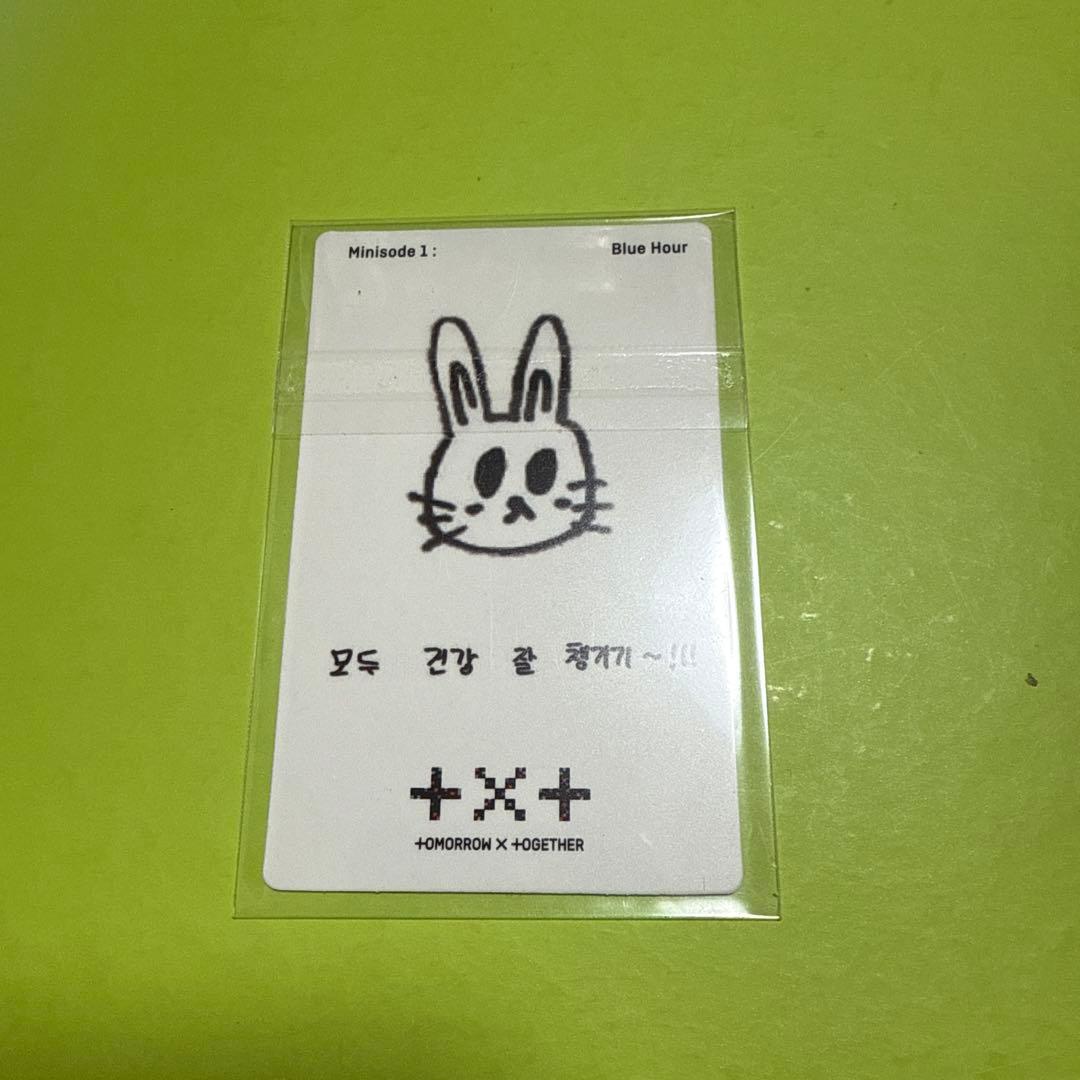 Minisode 1 : Blue Hour
모두 건강 잘 챙기기~!!!
+×+
+OMORROW × +OGETHER